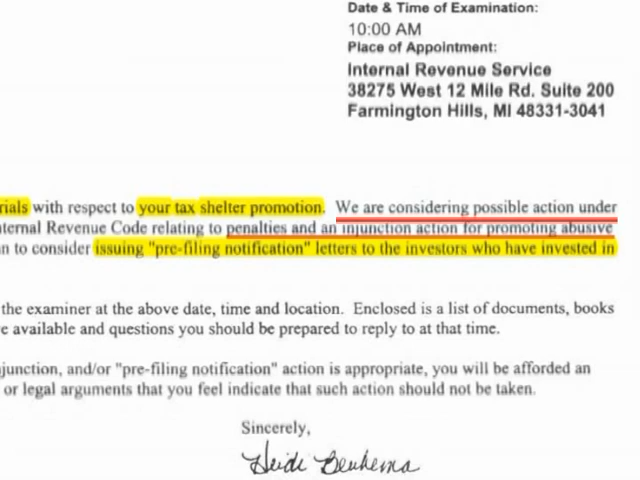 Date & Time of Examination:
10:00 AM
Place of Appointment:
Internal Revenue Service
38275 West 12 Mile Rd. Suite 200
Farmington Hills, MI 48331-3041
rials with respect to your tax shelter promotion. We are considering possible action under
nternal Revenue Code relating to penalties and an injunction action for promoting abusive
n to consider issuing "pre-filing notification" letters to the investors who have invested in
the examiner at the above date, time and location. Enclosed is a list of documents, books
e available and questions you should be prepared to reply to at that time.
junction, and/or "pre-filing notification" action is appropriate, you will be afforded an
or legal arguments that you feel indicate that such action should not be taken.
Sincerely,
Heidi Beukema